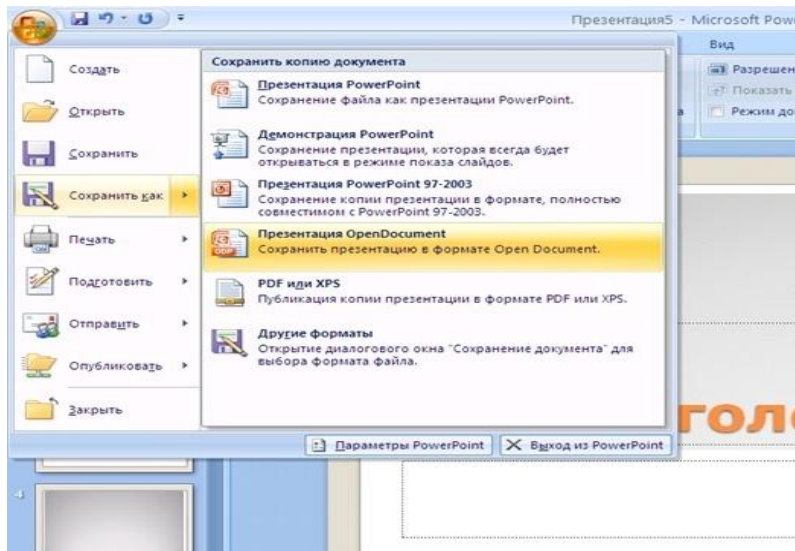 Презентация5 - Microsoft Pow
Вид
Создать
Открыть
Сохранить
Сохранить как
Печать
Подготовить
Отправить
Опубликовать
Закрыть
Сохранить копию документа
Презентация PowerPoint
Сохранение файла как презентации PowerPoint.
Демонстрация PowerPoint
Сохранение презентации, которая всегда будет
открываться в режиме показа слайдов.
Презентация PowerPoint 97-2003
Сохранение копии презентации в формате, полностью
совместимом с PowerPoint 97-2003.
Презентация OpenDocument
Сохранить презентацию в формате Open Document.
PDF или XPS
Публикация копии презентации в формате PDF или XPS.
Другие форматы
Открытие диалогового окна "Сохранение документа" для
выбора формата файла.
Разрешен
Показать
а
Режим до
Параметры PowerPoint
Выход из PowerPoint
голо
4